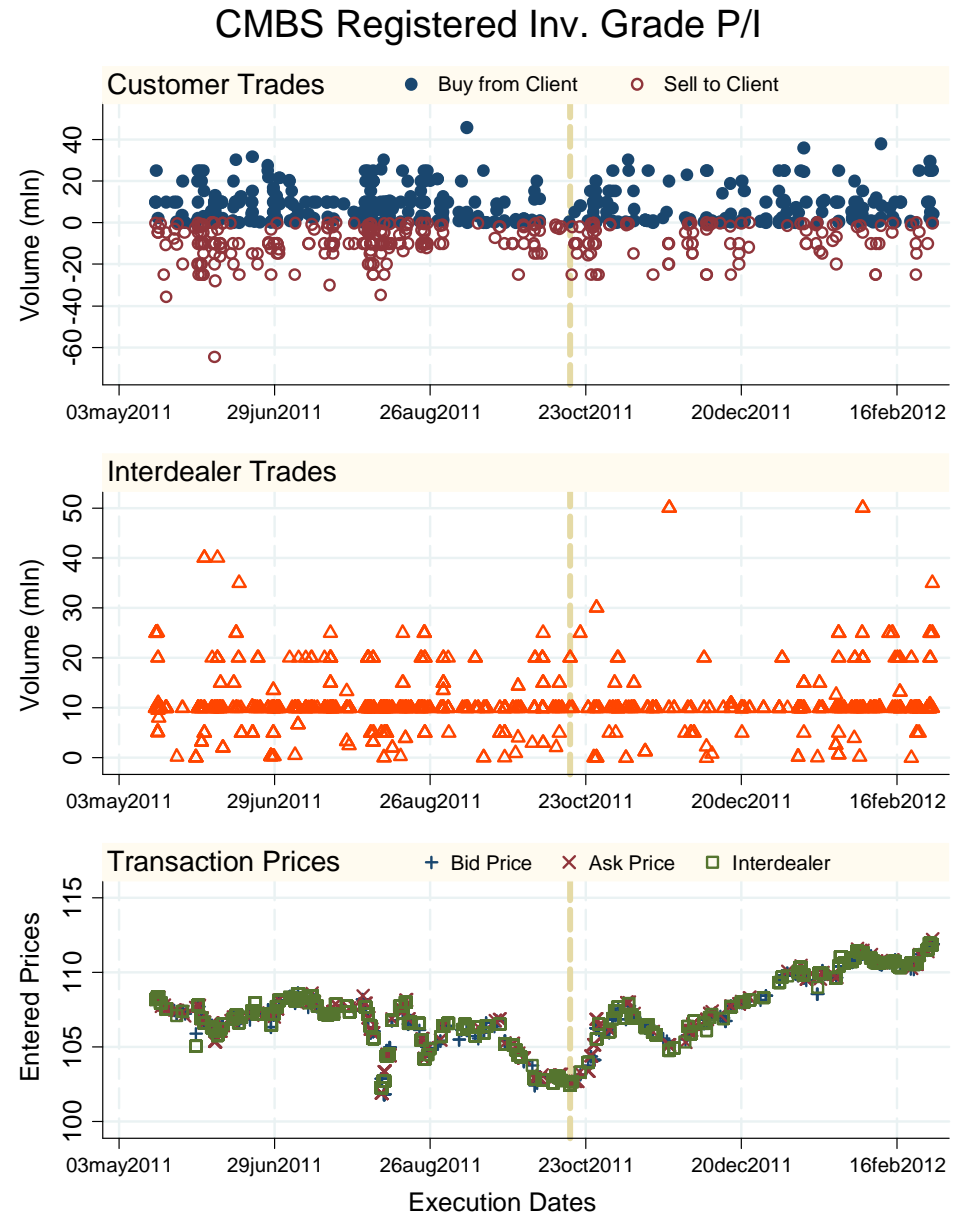 CMBS Registered Inv. Grade P/I
Customer Trades Buy from Client Sell to Client
Volume (mln)
40
20
0
-20
-40
-60
03may2011 29jun2011 26aug2011 23oct2011 20dec2011 16feb2012
Interdealer Trades
Volume (mln)
50
40
30
20
10
0
03may2011 29jun2011 26aug2011 23oct2011 20dec2011 16feb2012
Transaction Prices Bid Price Ask Price Interdealer
Entered Prices
115
110
105
100
03may2011 29jun2011 26aug2011 23oct2011 20dec2011 16feb2012
Execution Dates